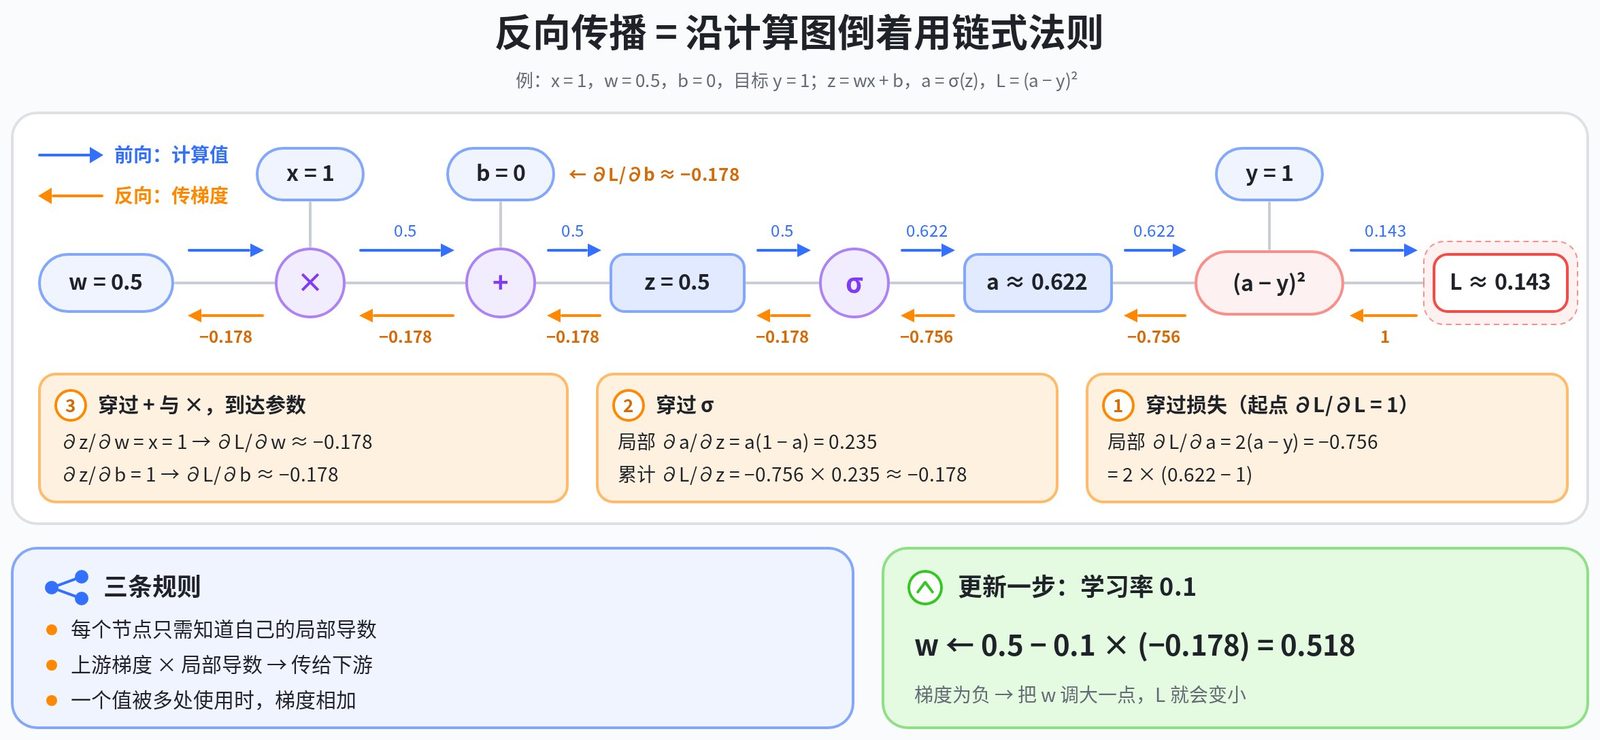 反向传播 = 沿计算图倒着用链式法则
例：x = 1，w = 0.5，b = 0，目标 y = 1；z = wx + b，a = σ(z)，L = (a − y)²
前向：计算值
反向：传梯度
x = 1
b = 0
← ∂L/∂b ≈ −0.178
y = 1
0.5
0.5
0.5
0.622
0.622
0.143
w = 0.5
×
+
z = 0.5
σ
a ≈ 0.622
(a − y)²
L ≈ 0.143
−0.178
−0.178
−0.178
−0.178
−0.756
−0.756
1
3 穿过 + 与 ×，到达参数
∂z/∂w = x = 1 → ∂L/∂w ≈ −0.178
∂z/∂b = 1 → ∂L/∂b ≈ −0.178
2 穿过 σ
局部 ∂a/∂z = a(1 − a) = 0.235
累计 ∂L/∂z = −0.756 × 0.235 ≈ −0.178
1 穿过损失（起点 ∂L/∂L = 1）
局部 ∂L/∂a = 2(a − y) = −0.756
= 2 × (0.622 − 1)
三条规则
每个节点只需知道自己的局部导数
上游梯度 × 局部导数 → 传给下游
一个值被多处使用时，梯度相加
更新一步：学习率 0.1
w ← 0.5 − 0.1 × (−0.178) = 0.518
梯度为负 → 把 w 调大一点，L 就会变小